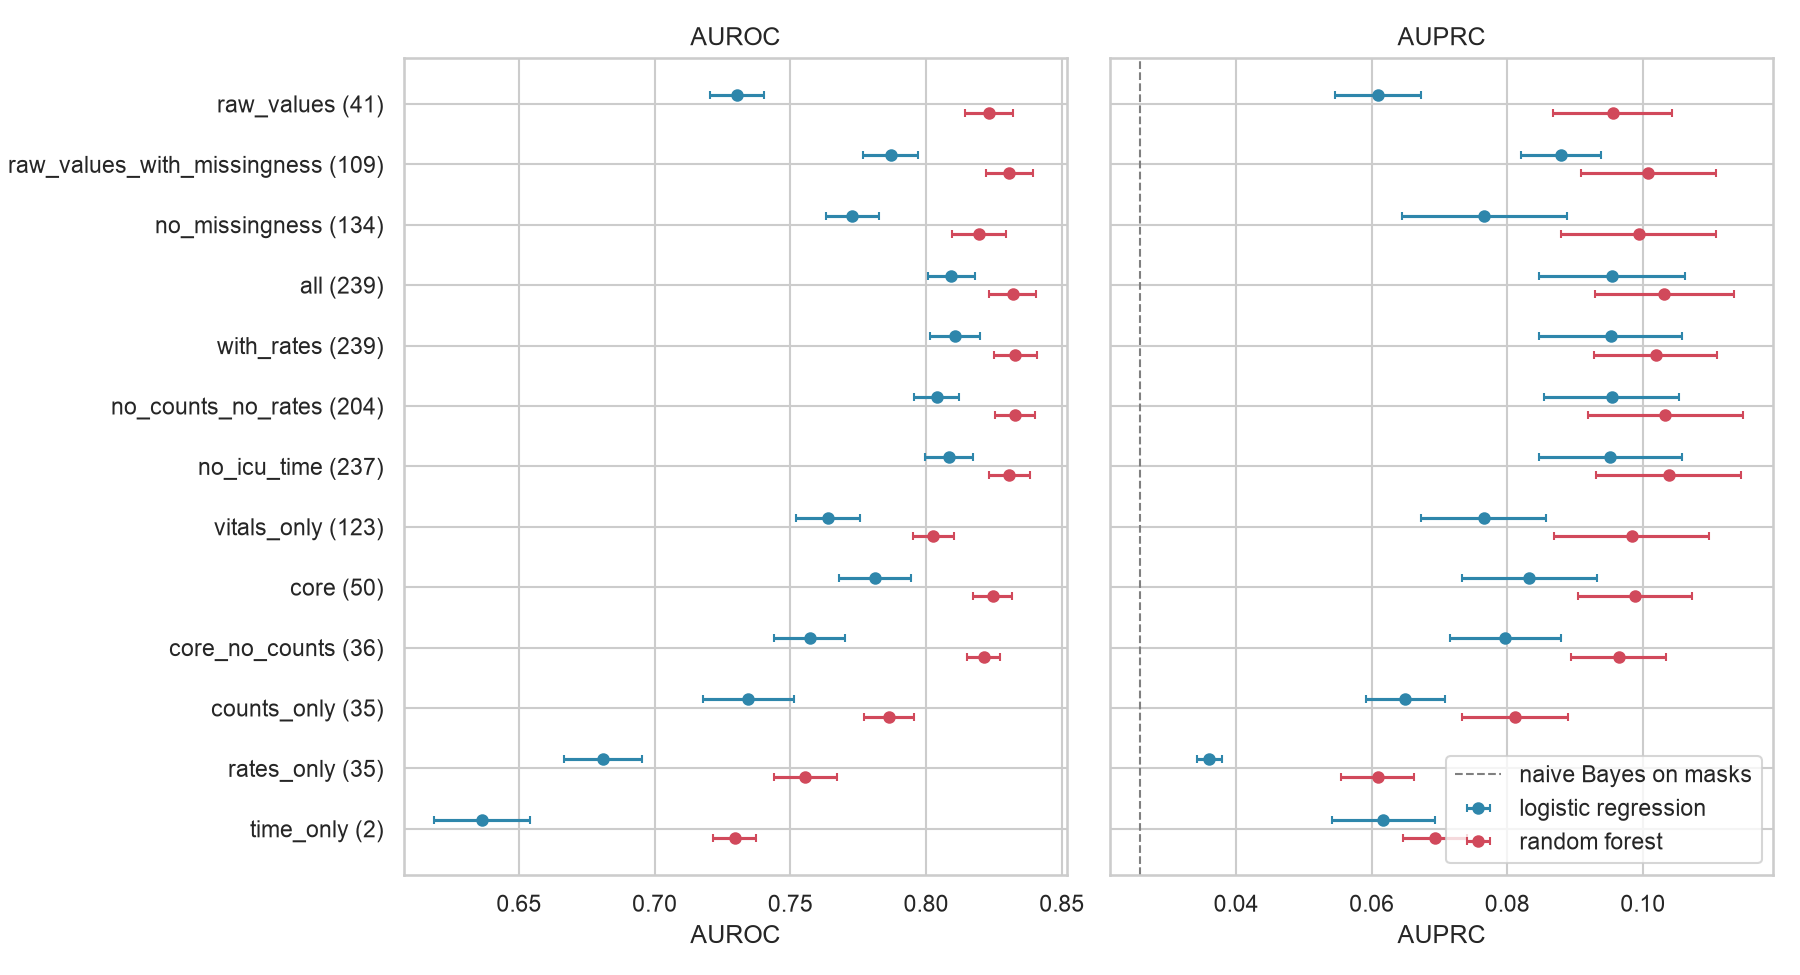 AUROC
AUPRC
raw_values (41)
raw_values_with_missingness (109)
no_missingness (134)
all (239)
with_rates (239)
no_counts_no_rates (204)
no_icu_time (237)
vitals_only (123)
core (50)
core_no_counts (36)
counts_only (35)
rates_only (35)
time_only (2)
naive Bayes on masks
logistic regression
random forest
0.65 0.70 0.75 0.80 0.85
0.04 0.06 0.08 0.10
AUROC
AUPRC